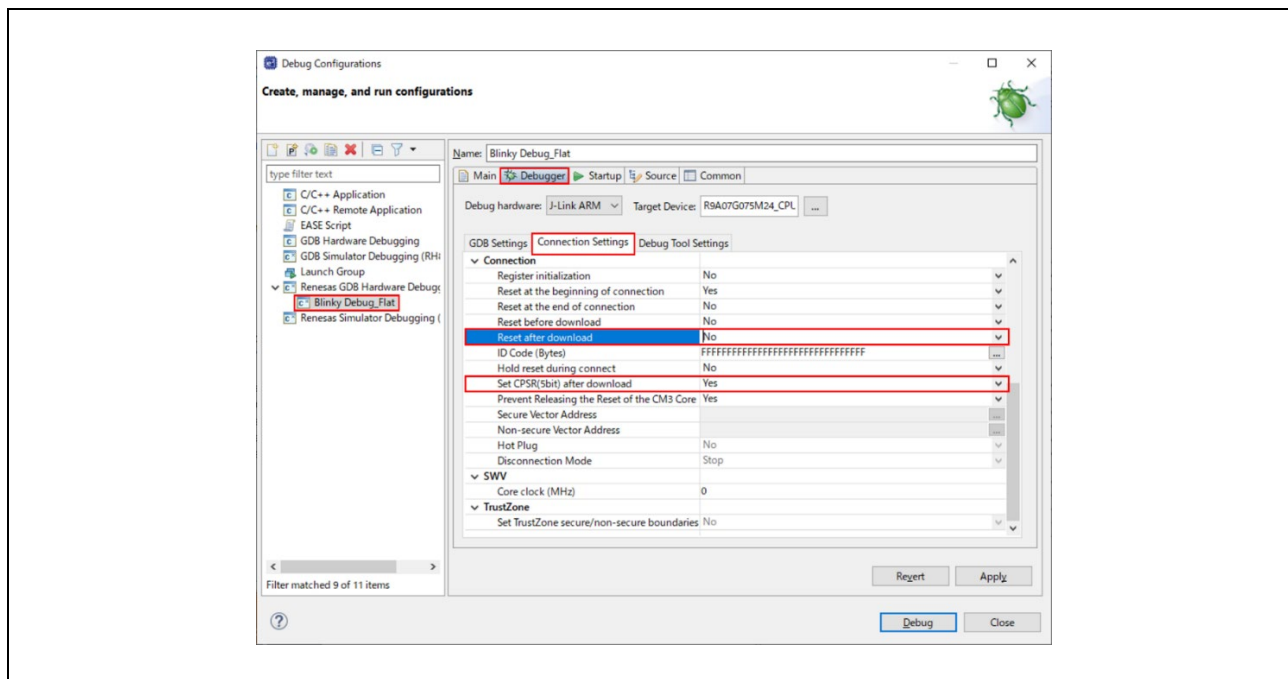 Debug Configurations
Create, manage, and run configurations
type filter text
C/C++ Application
C/C++ Remote Application
EASE Script
GDB Hardware Debugging
GDB Simulator Debugging (RH
Launch Group
Renesas GDB Hardware Debug
Blinky Debug_Flat
Renesas Simulator Debugging (
Filter matched 9 of 11 items
Name: Blinky Debug_Flat
Main Debugger Startup Source Common
Debug hardware: J-Link ARM Target Device: R9A07G075M24_CPU ...
GDB Settings Connection Settings Debug Tool Settings
Connection
Register initialization No
Reset at the beginning of connection Yes
Reset at the end of connection No
Reset before download No
Reset after download No
ID Code (Bytes) FFFFFFFFFFFFFFFFFFFFFFFFFFFFFFFF ...
Hold reset during connect No
Set CPSR(5bit) after download Yes
Prevent Releasing the Reset of the CM3 Core Yes
Secure Vector Address ...
Non-secure Vector Address ...
Hot Plug No
Disconnection Mode Stop
SWV
Core clock (MHz) 0
TrustZone
Set TrustZone secure/non-secure boundaries No
Revert Apply
? Debug Close